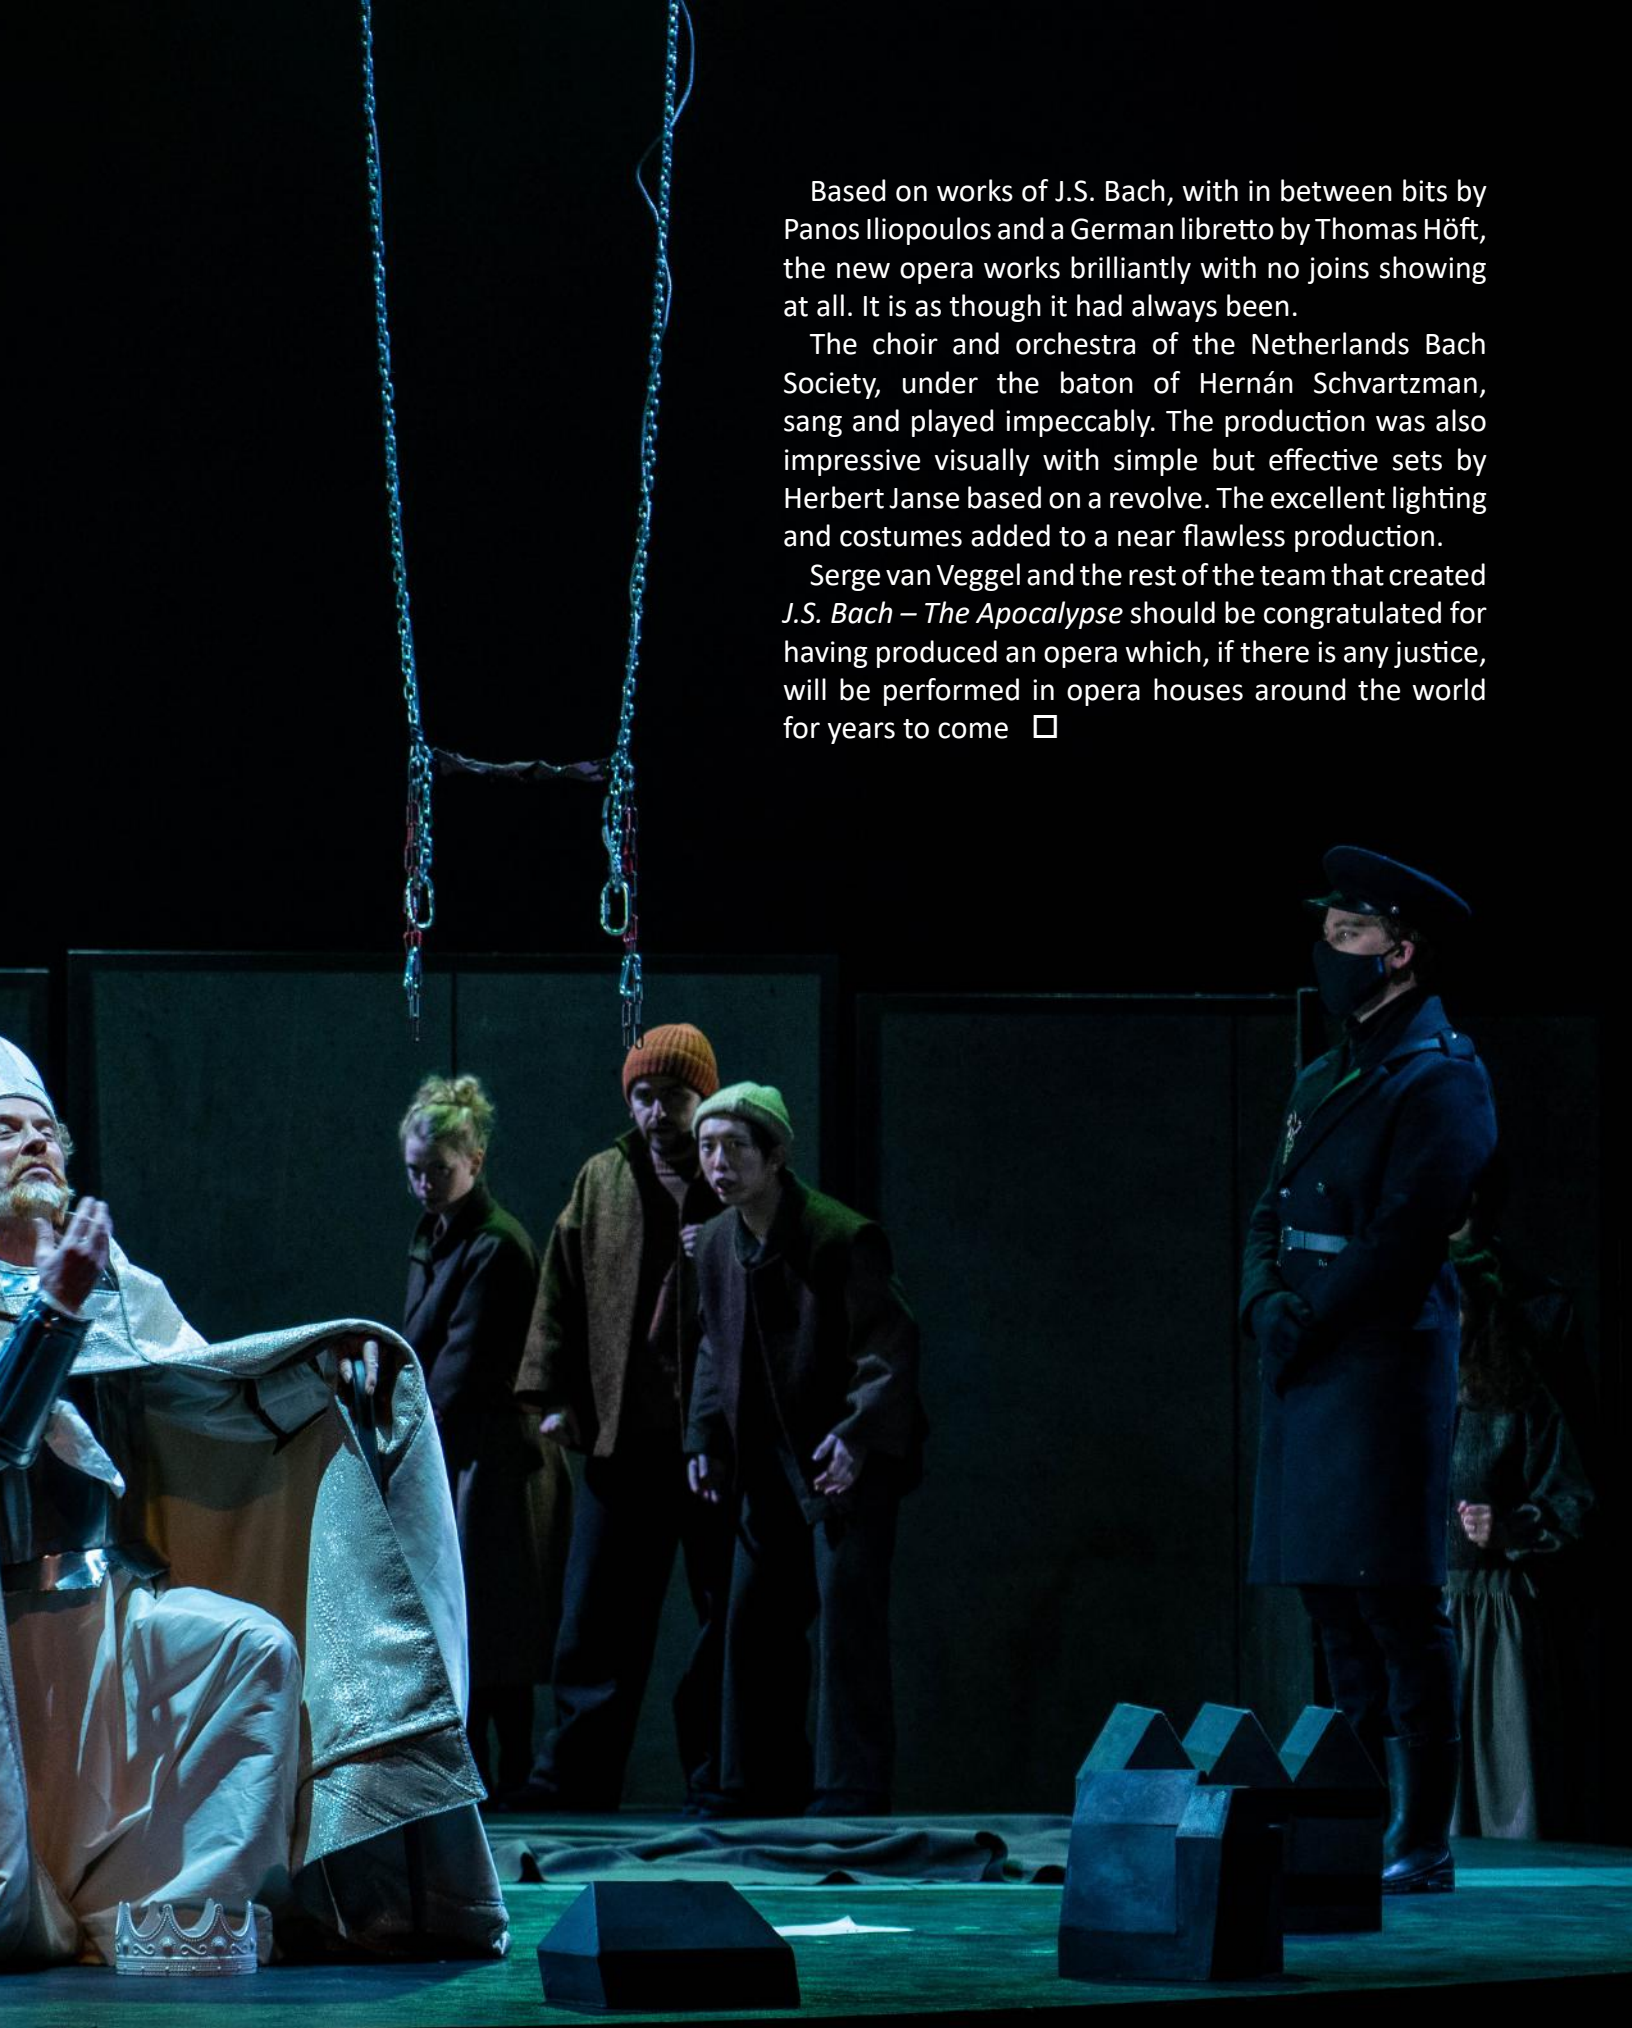 Based on works of J.S. Bach, with in between bits by
Panos Iliopoulos and a German libretto by Thomas Höft,
the new opera works brilliantly with no joins showing
at all. It is as though it had always been.
The choir and orchestra of the Netherlands Bach
Society, under the baton of Hernán Schvartzman,
sang and played impeccably. The production was also
impressive visually with simple but effective sets by
Herbert Janse based on a revolve. The excellent lighting
and costumes added to a near flawless production.
Serge van Veggel and the rest of the team that created
J.S. Bach – The Apocalypse should be congratulated for
having produced an opera which, if there is any justice,
will be performed in opera houses around the world
for years to come □